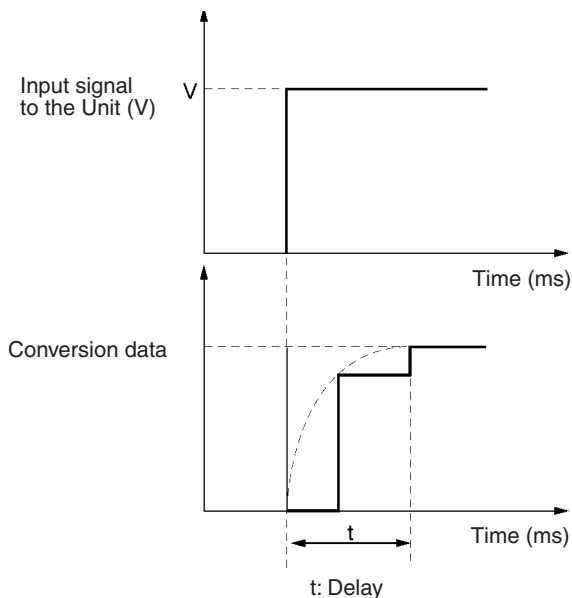 Input signal
to the Unit (V)
V
Time (ms)
Conversion data
t
Time (ms)
t: Delay